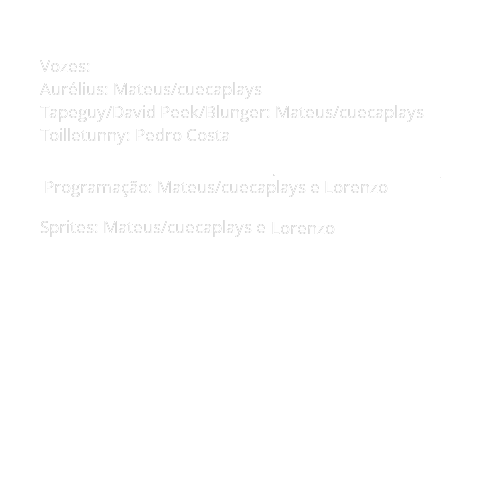 Vozes:
Aurélius: Mateus/cuecaplays
Tapeguy/David Peek/Blunger: Mateus/cuecaplays
Toilletunny: Pedro Costa
Programação: Mateus/cuecaplays e Lorenzo
Sprites: Mateus/cuecaplays e Lorenzo